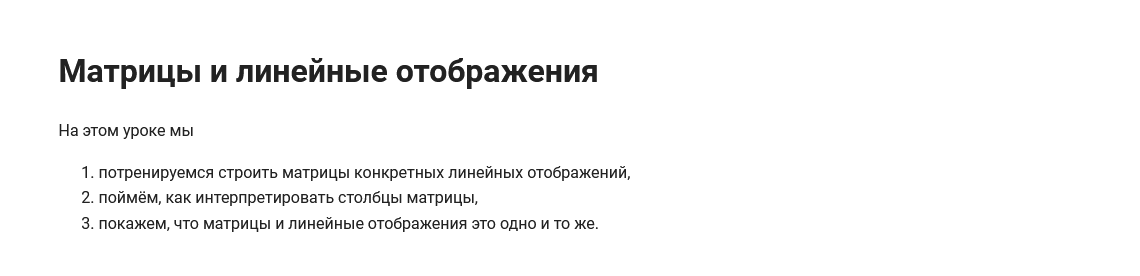 Матрицы и линейные отображения
На этом уроке мы
1. потренируемся строить матрицы конкретных линейных отображений,
2. поймём, как интерпретировать столбцы матрицы,
3. покажем, что матрицы и линейные отображения это одно и то же.